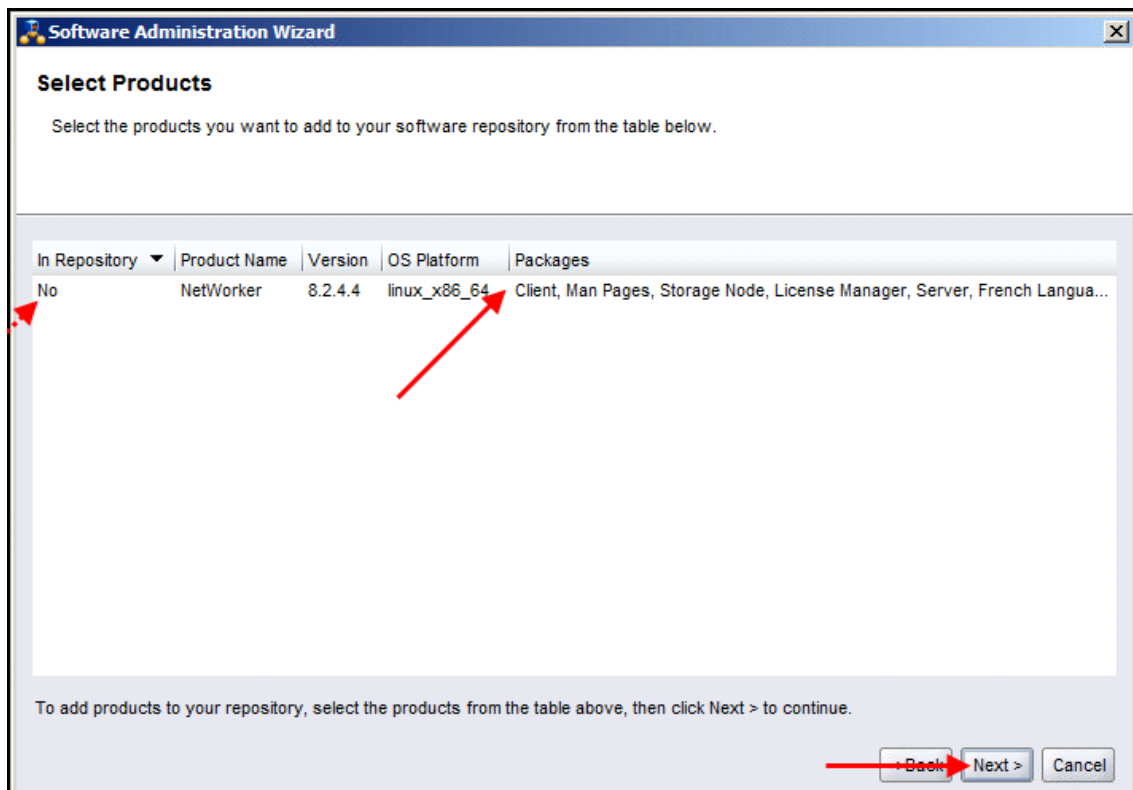 Software Administration Wizard
Select Products
Select the products you want to add to your software repository from the table below.
In Repository Product Name Version OS Platform Packages
No NetWorker 8.2.4.4 linux_x86_64 Client, Man Pages, Storage Node, License Manager, Server, French Langua...
To add products to your repository, select the products from the table above, then click Next > to continue.
< Back Next > Cancel